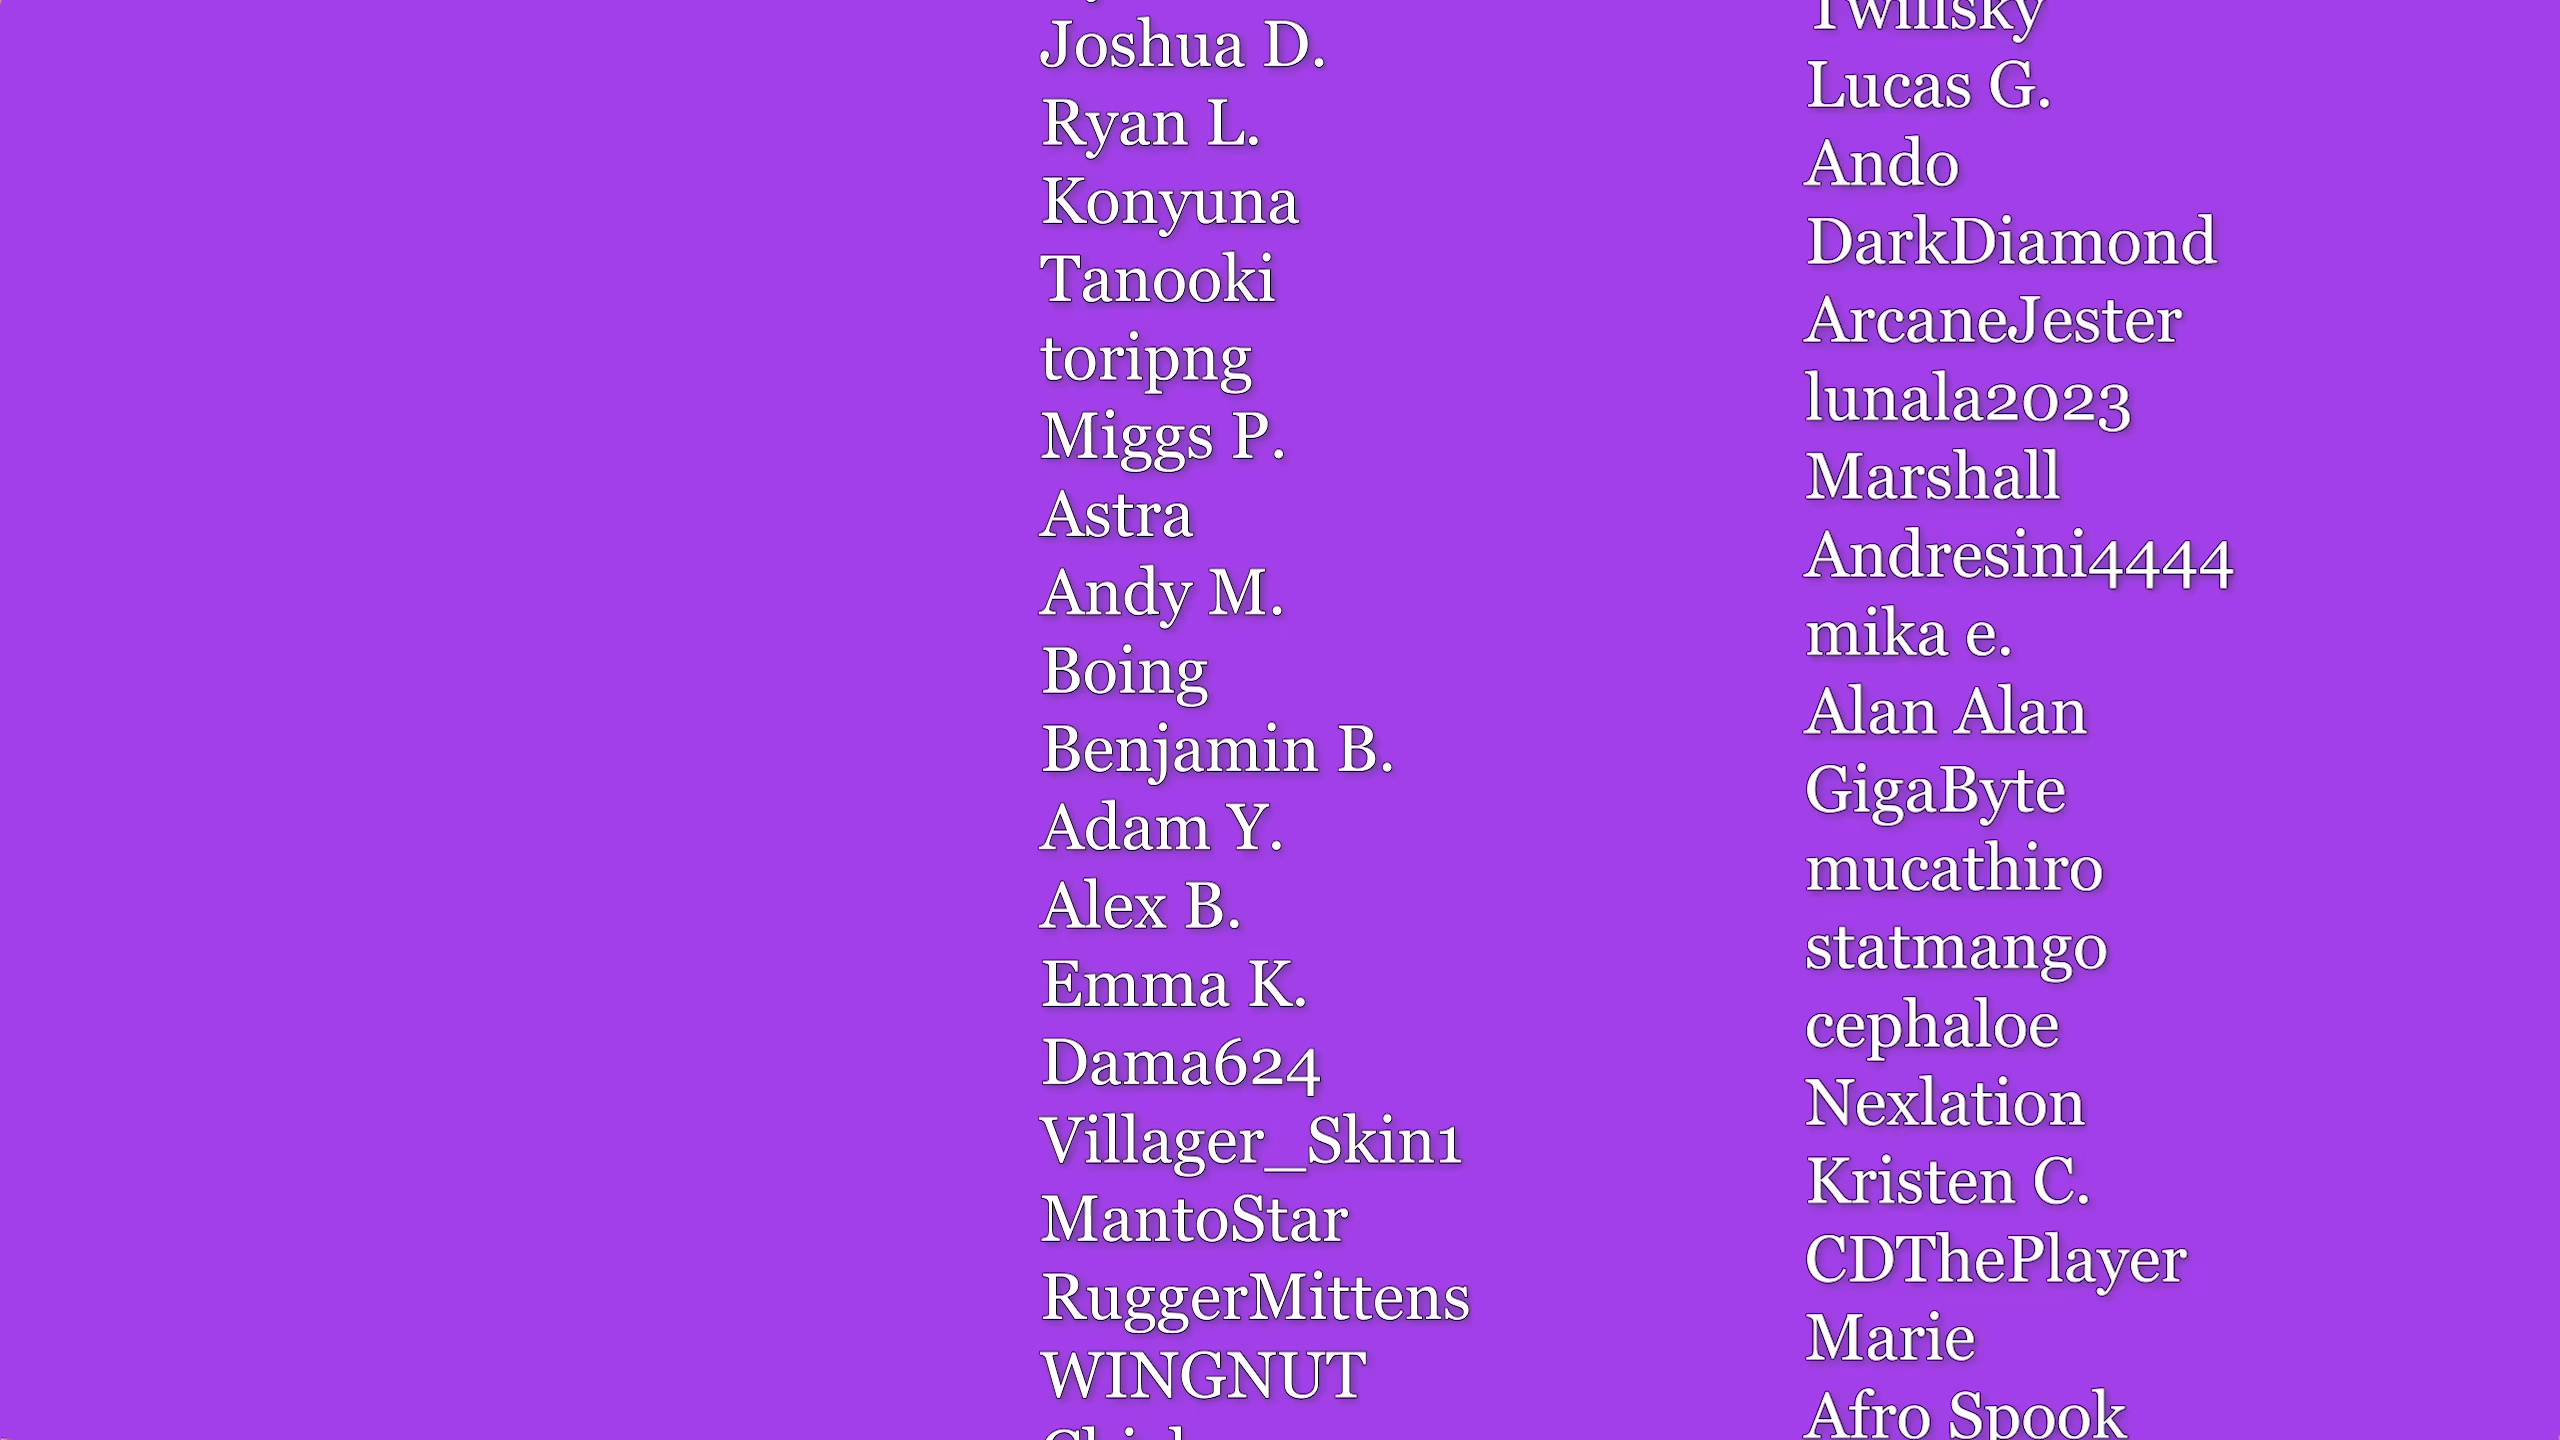 Joshua D.
Ryan L.
Konyuna
Tanooki
toripng
Miggs P.
Astra
Andy M.
Boing
Benjamin B.
Adam Y.
Alex B.
Emma K.
Dama624
Villager_Skin1
MantoStar
RuggerMittens
WINGNUT
Lucas G.
Ando
DarkDiamond
ArcaneJester
lunala2023
Marshall
Andresini4444
mika e.
Alan Alan
GigaByte
mucathiro
statmango
cephaloe
Nexlation
Kristen C.
CDThePlayer
Marie
Afro Spook